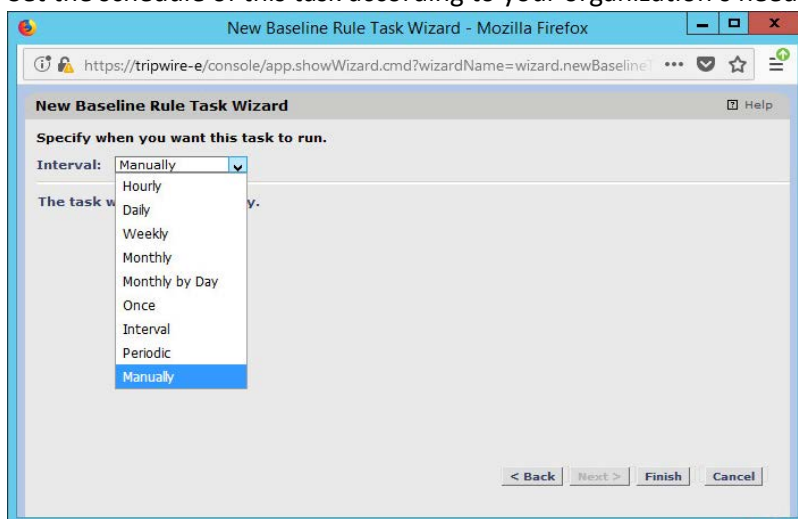 New Baseline Rule Task Wizard - Mozilla Firefox
https://tripwire-e/console/app.showWizard.cmd?wizardName=wizard.newBaseline
New Baseline Rule Task Wizard
? Help
Specify when you want this task to run.
Interval: Manually
Hourly
The task w y.
Daily
Weekly
Monthly
Monthly by Day
Once
Interval
Periodic
Manually
< Back Next > Finish Cancel